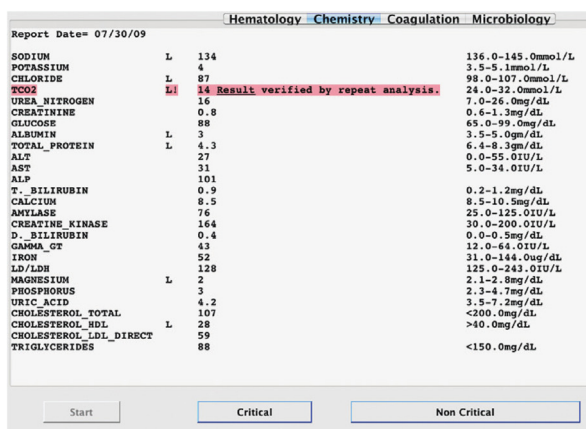 Hematology Chemistry Coagulation Microbiology
Report Date= 07/30/09
SODIUM L 134 136.0-145.0mmol/L
POTASSIUM 4 3.5-5.1mmol/L
CHLORIDE L 87 98.0-107.0mmol/L
TCO2 L! 14 Result verified by repeat analysis. 24.0-32.0mmol/L
UREA_NITROGEN 16 7.0-26.0mg/dL
CREATININE 0.8 0.6-1.3mg/dL
GLUCOSE 88 65.0-99.0mg/dL
ALBUMIN L 3 3.5-5.0gm/dL
TOTAL_PROTEIN L 4.3 6.4-8.3gm/dL
ALT 27 0.0-55.0IU/L
AST 31 5.0-34.0IU/L
ALP 101
T._BILIRUBIN 0.9 0.2-1.2mg/dL
CALCIUM 8.5 8.5-10.5mg/dL
AMYLASE 76 25.0-125.0IU/L
CREATINE_KINASE 164 30.0-200.0IU/L
D._BILIRUBIN 0.4 0.0-0.5mg/dL
GAMMA_GT 43 12.0-64.0IU/L
IRON 52 31.0-144.0ug/dL
LD/LDH 128 125.0-243.0IU/L
MAGNESIUM L 2 2.1-2.8mg/dL
PHOSPHORUS 3 2.3-4.7mg/dL
URIC_ACID 4.2 3.5-7.2mg/dL
CHOLESTEROL_TOTAL 107 <200.0mg/dL
CHOLESTEROL_HDL L 28 >40.0mg/dL
CHOLESTEROL_LDL_DIRECT 59
TRIGLYCERIDES 88 <150.0mg/dL
Start Critical Non Critical